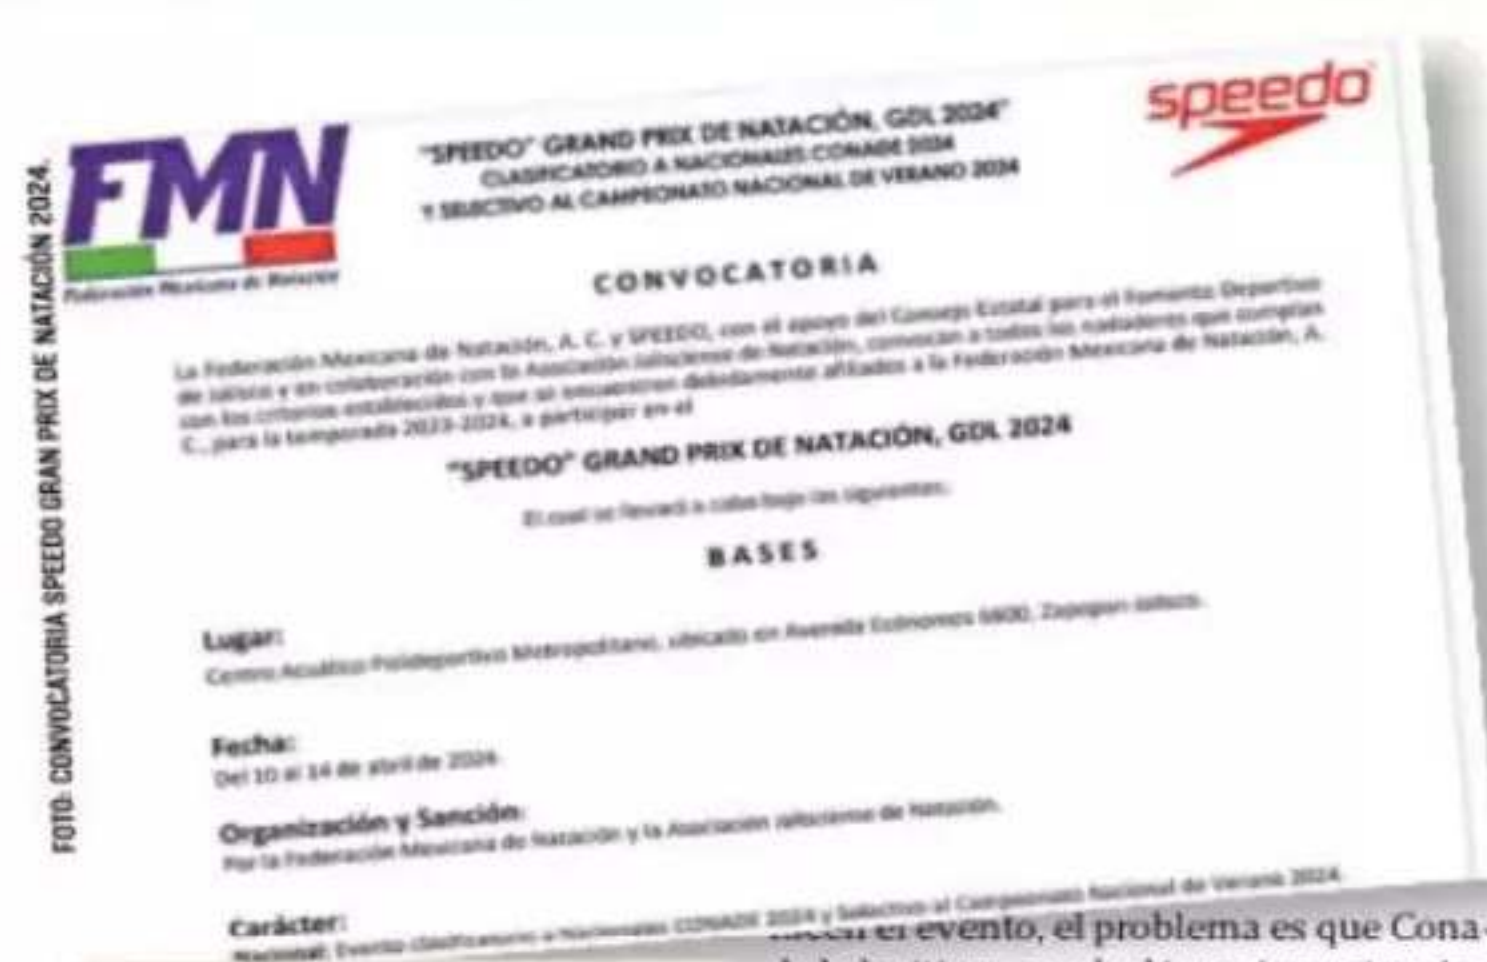 FOTO: CONVOCATORIA SPEEDO GRAN PRIX DE NATACIÓN 2024.
FMN
Federación Mexicana de Natación
speedo
"SPEEDO" GRAND PRIX DE NATACIÓN, GDL 2024"
CLASIFICATORIO A NACIONALES CONADE 2024
Y SELECTIVO AL CAMPEONATO NACIONAL DE VERANO 2024
CONVOCATORIA
La Federación Mexicana de Natación, A. C. y SPEEDO, con el apoyo del Consejo Estatal para el Fomento Deportivo
de Jalisco y en colaboración con la Asociación Jalisciense de Natación, convocan a todos los nadadores que cumplan
con los criterios establecidos y que se encuentren debidamente afiliados a la Federación Mexicana de Natación, A.
C., para la temporada 2023-2024, a participar en el
"SPEEDO" GRAND PRIX DE NATACIÓN, GDL 2024
El cual se llevará a cabo bajo las siguientes:
BASES
Lugar:
Centro Acuático Polideportivo Metropolitano, ubicado en Avenida 6600, Zapopan Jalisco.
Fecha:
Del 10 al 14 de abril de 2024.
Organización y Sanción:
Por la Federación Mexicana de Natación y la Asociación Jalisciense de Natación.
Carácter:
Nacional: Evento clasificatorio a Nacionales CONADE 2024 y Selectivo al Campeonato Nacional de Verano 2024.
el evento, el problema es que Cona-